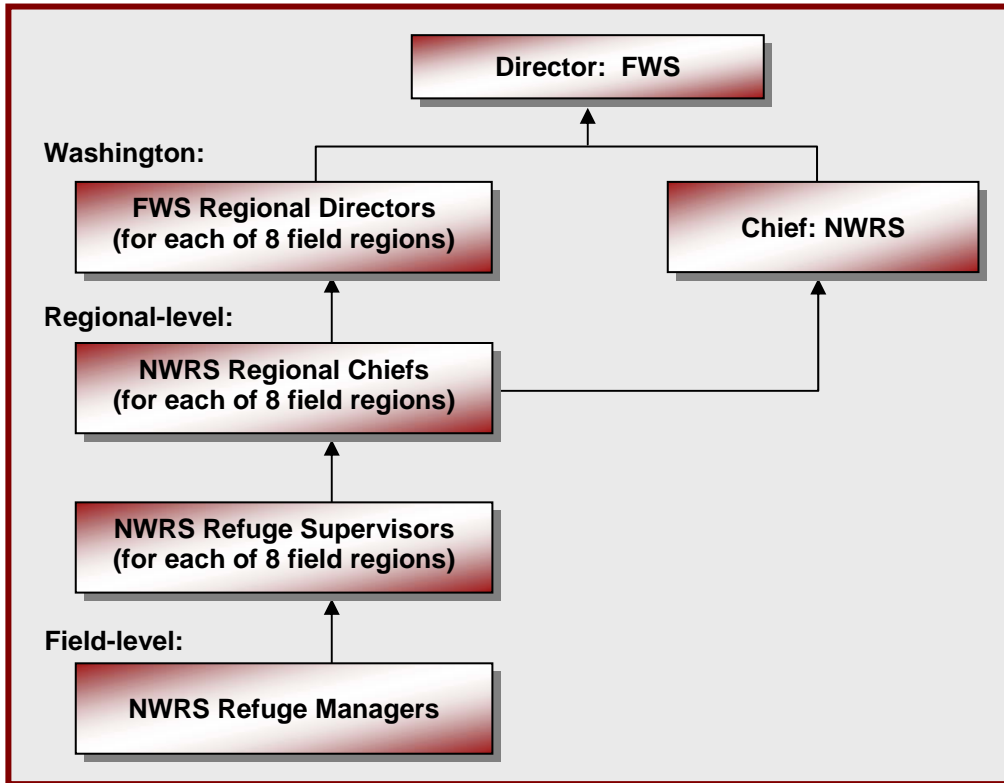 Director:  FWS
Washington:
FWS Regional Directors
(for each of 8 field regions)
Chief: NWRS
Regional-level:
NWRS Regional Chiefs
(for each of 8 field regions)
NWRS Refuge Supervisors
(for each of 8 field regions)
Field-level:
NWRS Refuge Managers